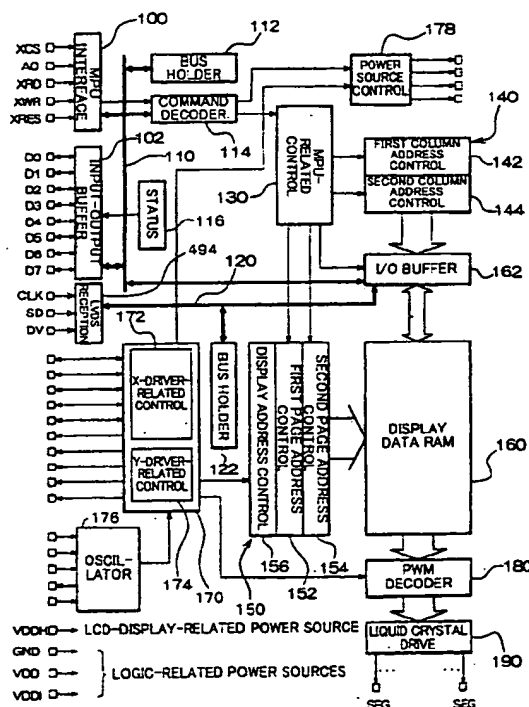 100
XCS
A0
XRD
XWR
XRES
MPU
INTERFACE
112
BUS
HOLDER
COMMAND
DECODER
114
178
POWER
SOURCE
CONTROL
102
110
D0
D1
D2
D3
D4
D5
D6
D7
INPUT-OUTPUT
BUFFER
STATUS
116
130
MPU-
RELATED
CONTROL
140
FIRST COLUMN
ADDRESS
CONTROL
142
SECOND COLUMN
ADDRESS
CONTROL
144
494
120
CLK
SD
DV
LVDS
RECEPTION
I/O BUFFER
162
172
X-DRIVER-
RELATED
CONTROL
Y-DRIVER-
RELATED
CONTROL
BUS HOLDER
122
DISPLAY ADDRESS CONTROL
FIRST PAGE ADDRESS
CONTROL
SECOND PAGE ADDRESS
CONTROL
DISPLAY
DATA RAM
160
176
OSCIL-
LATOR
174
170
150
156
152
154
PWM
DECODER
180
VDDH
LCD-DISPLAY-RELATED POWER SOURCE
GND
VDD
VDDI
LOGIC-RELATED POWER SOURCES
LIQUID CRYSTAL
DRIVE
190
SEG
SEG